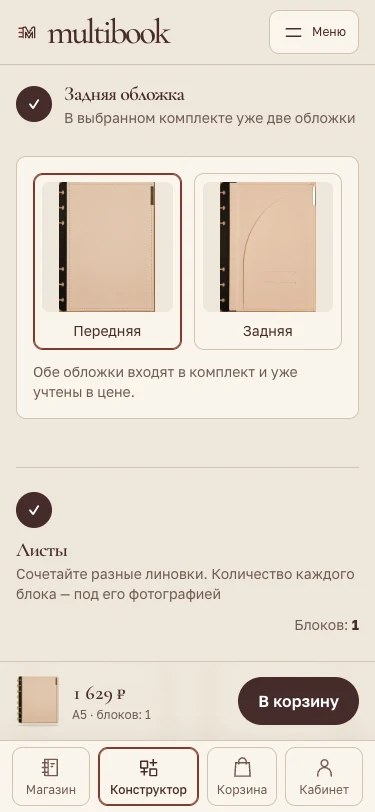 multibook
Меню
Задняя обложка
В выбранном комплекте уже две обложки
Передняя
Задняя
Обе обложки входят в комплект и уже
учтены в цене.
Листы
Сочетайте разные линовки. Количество каждого
блока — под его фотографией
Блоков: 1
1 629 ₽
А5 · блоков: 1
В корзину
Магазин
Конструктор
Корзина
Кабинет